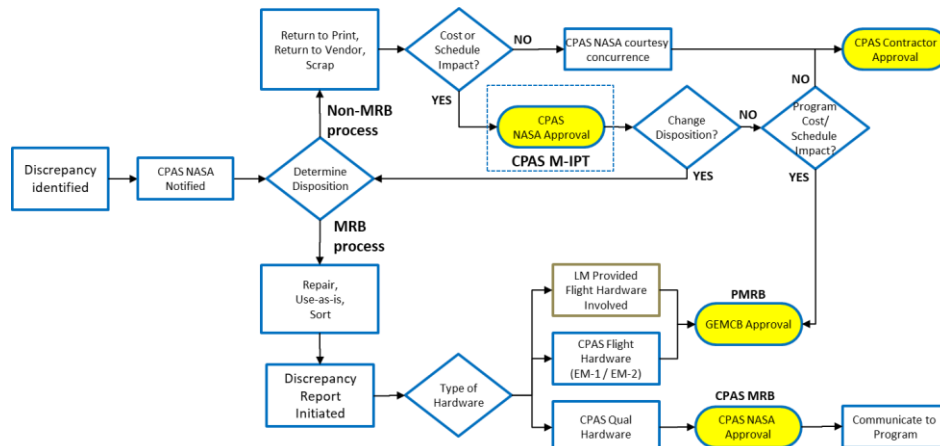 Return to Print,
Return to Vendor,
Scrap
Cost or
Schedule
Impact?
NO
CPAS NASA courtesy
concurrence
CPAS Contractor
Approval
YES
Non-MRB
process
CPAS
NASA Approval
CPAS M-IPT
Change
Disposition?
NO
NO
Program
Cost/
Schedule
Impact?
YES
YES
Discrepancy
identified
CPAS NASA
Notified
Determine
Disposition
MRB
process
Repair,
Use-as-is,
Sort
LM Provided
Flight Hardware
Involved
PMRB
GEMCB Approval
CPAS Flight
Hardware
(EM-1 / EM-2)
Discrepancy
Report
Initiated
Type of
Hardware
CPAS Qual
Hardware
CPAS MRB
CPAS NASA
Approval
Communicate to
Program